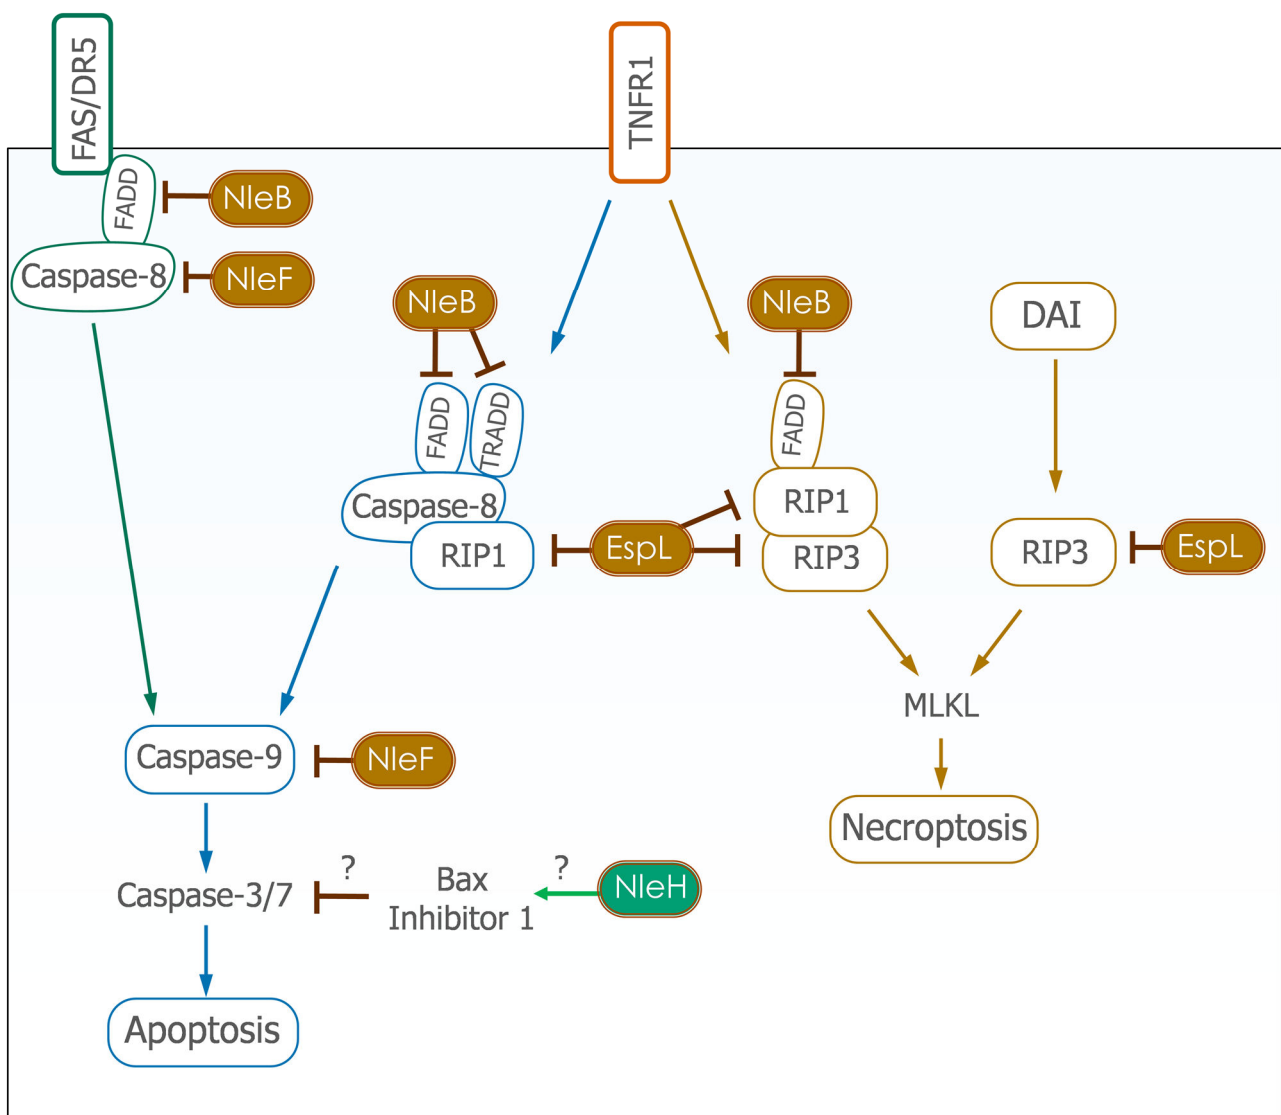 FAS/DR5
TNFR1
FADD
NleB
Caspase-8
NleF
NleB
NleB
DAI
FADD
TRADD
FADD
Caspase-8
RIP1
RIP1
EspL
RIP3
RIP3
EspL
MLKL
Caspase-9
NleF
Necroptosis
Caspase-3/7
?
Bax
Inhibitor 1
?
NleH
Apoptosis